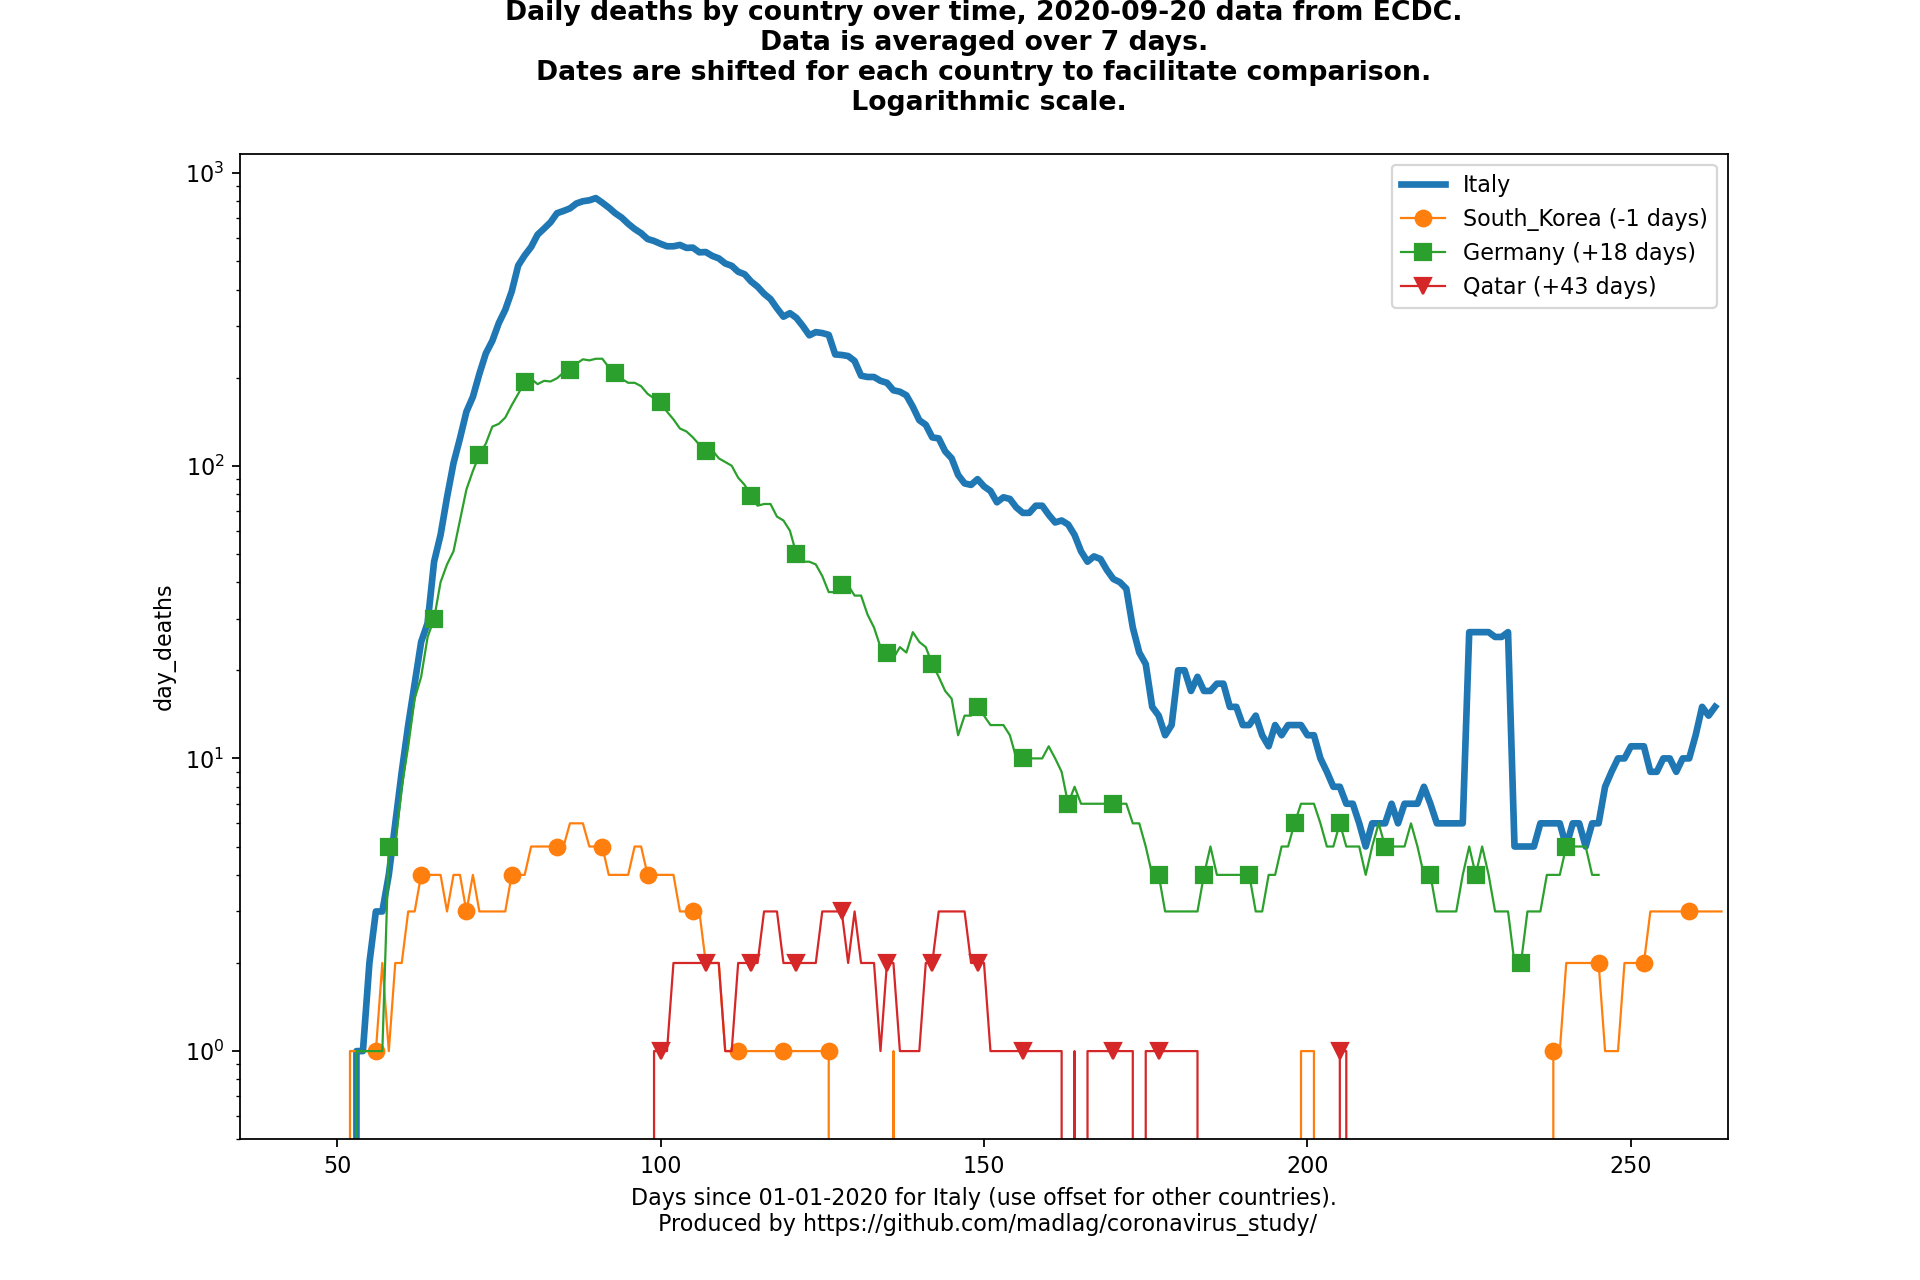 Daily deaths by country over time, 2020-09-20 data from ECDC.
Data is averaged over 7 days.
Dates are shifted for each country to facilitate comparison.
Logarithmic scale.
10³
10²
10¹
10⁰
day_deaths
Italy
South_Korea (-1 days)
Germany (+18 days)
Qatar (+43 days)
50 100 150 200 250
Days since 01-01-2020 for Italy (use offset for other countries).
Produced by https://github.com/madlag/coronavirus_study/